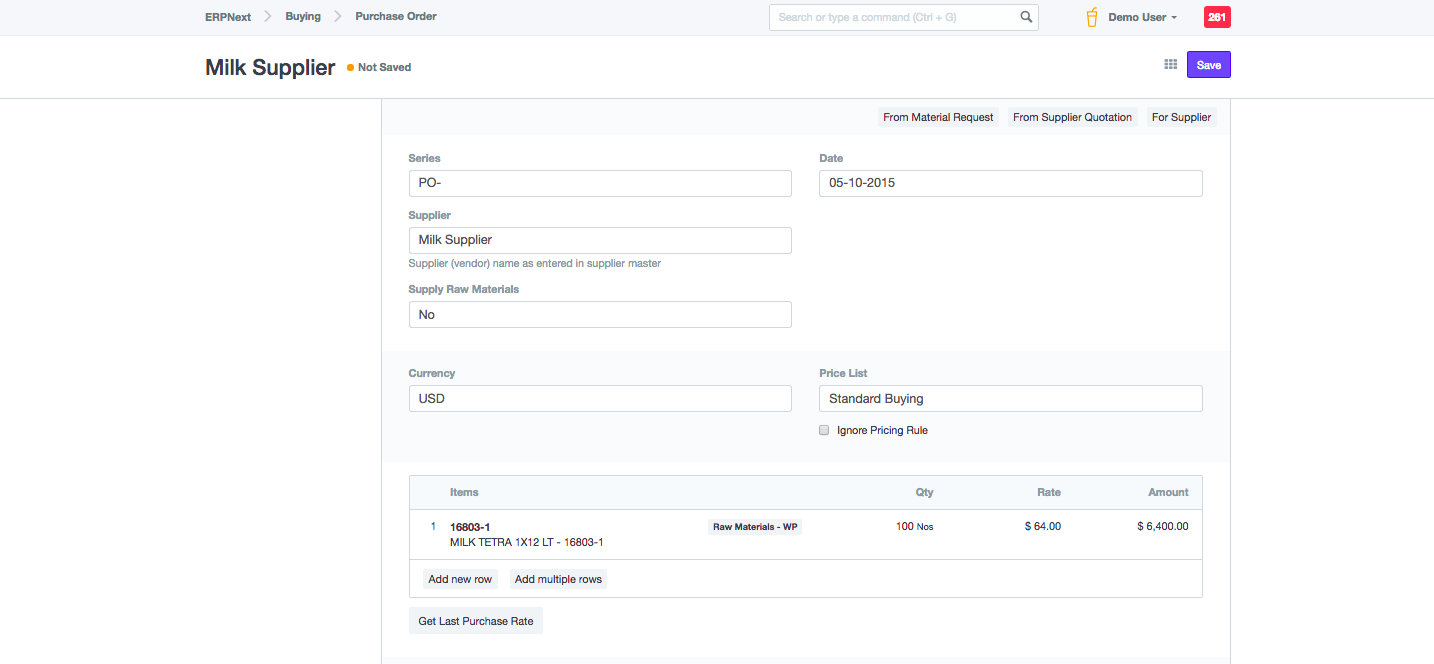 ERPNext Buying Purchase Order Search or type a command (Ctrl + G) Demo User 261
Milk Supplier Not Saved Save
From Material Request From Supplier Quotation For Supplier
Series Date
PO- 05-10-2015
Supplier
Milk Supplier
Supplier (vendor) name as entered in supplier master
Supply Raw Materials
No
Currency Price List
USD Standard Buying
Ignore Pricing Rule
Items Qty Rate Amount
1 16803-1 Raw Materials - WP 100 Nos $ 64.00 $ 6,400.00
MILK TETRA 1X12 LT - 16803-1
Add new row Add multiple rows
Get Last Purchase Rate